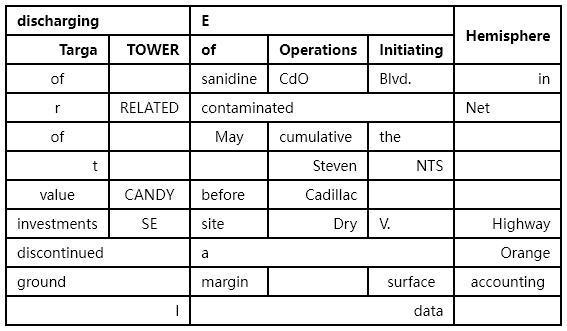 discharging E Hemisphere
Targa TOWER of Operations Initiating
of sanidine CdO Blvd. in
r RELATED contaminated Net
of May cumulative the
t Steven NTS
value CANDY before Cadillac
investments SE site Dry V. Highway
discontinued a Orange
ground margin surface accounting
I data